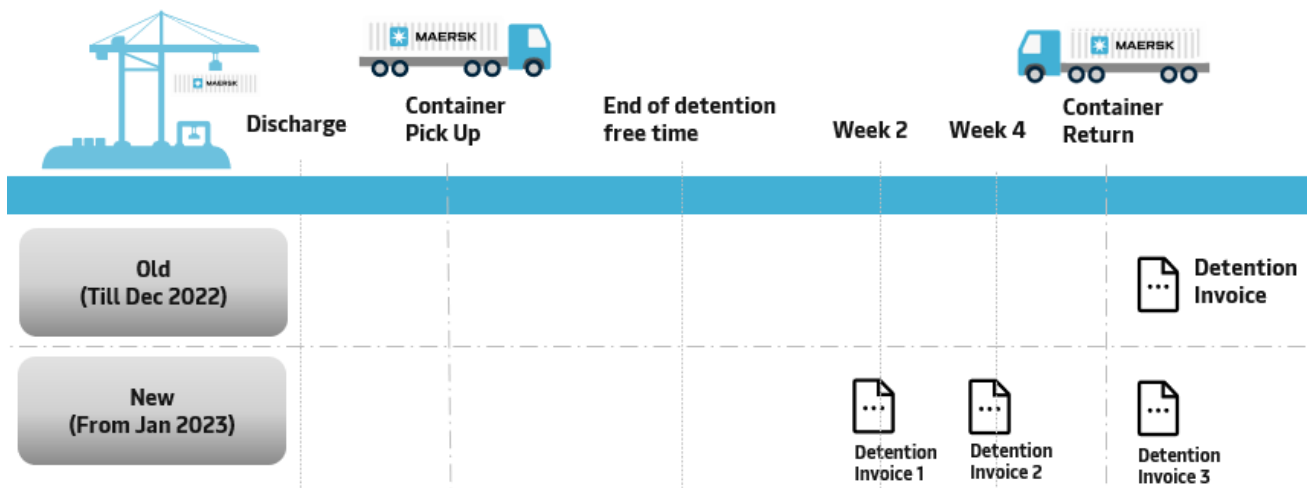 MAERSK
MAERSK
MAERSK
Discharge
Container
Pick Up
End of detention
free time
Week 2
Week 4
Container
Return
Old
(Till Dec 2022)
Detention
Invoice
New
(From Jan 2023)
Detention
Invoice 1
Detention
Invoice 2
Detention
Invoice 3